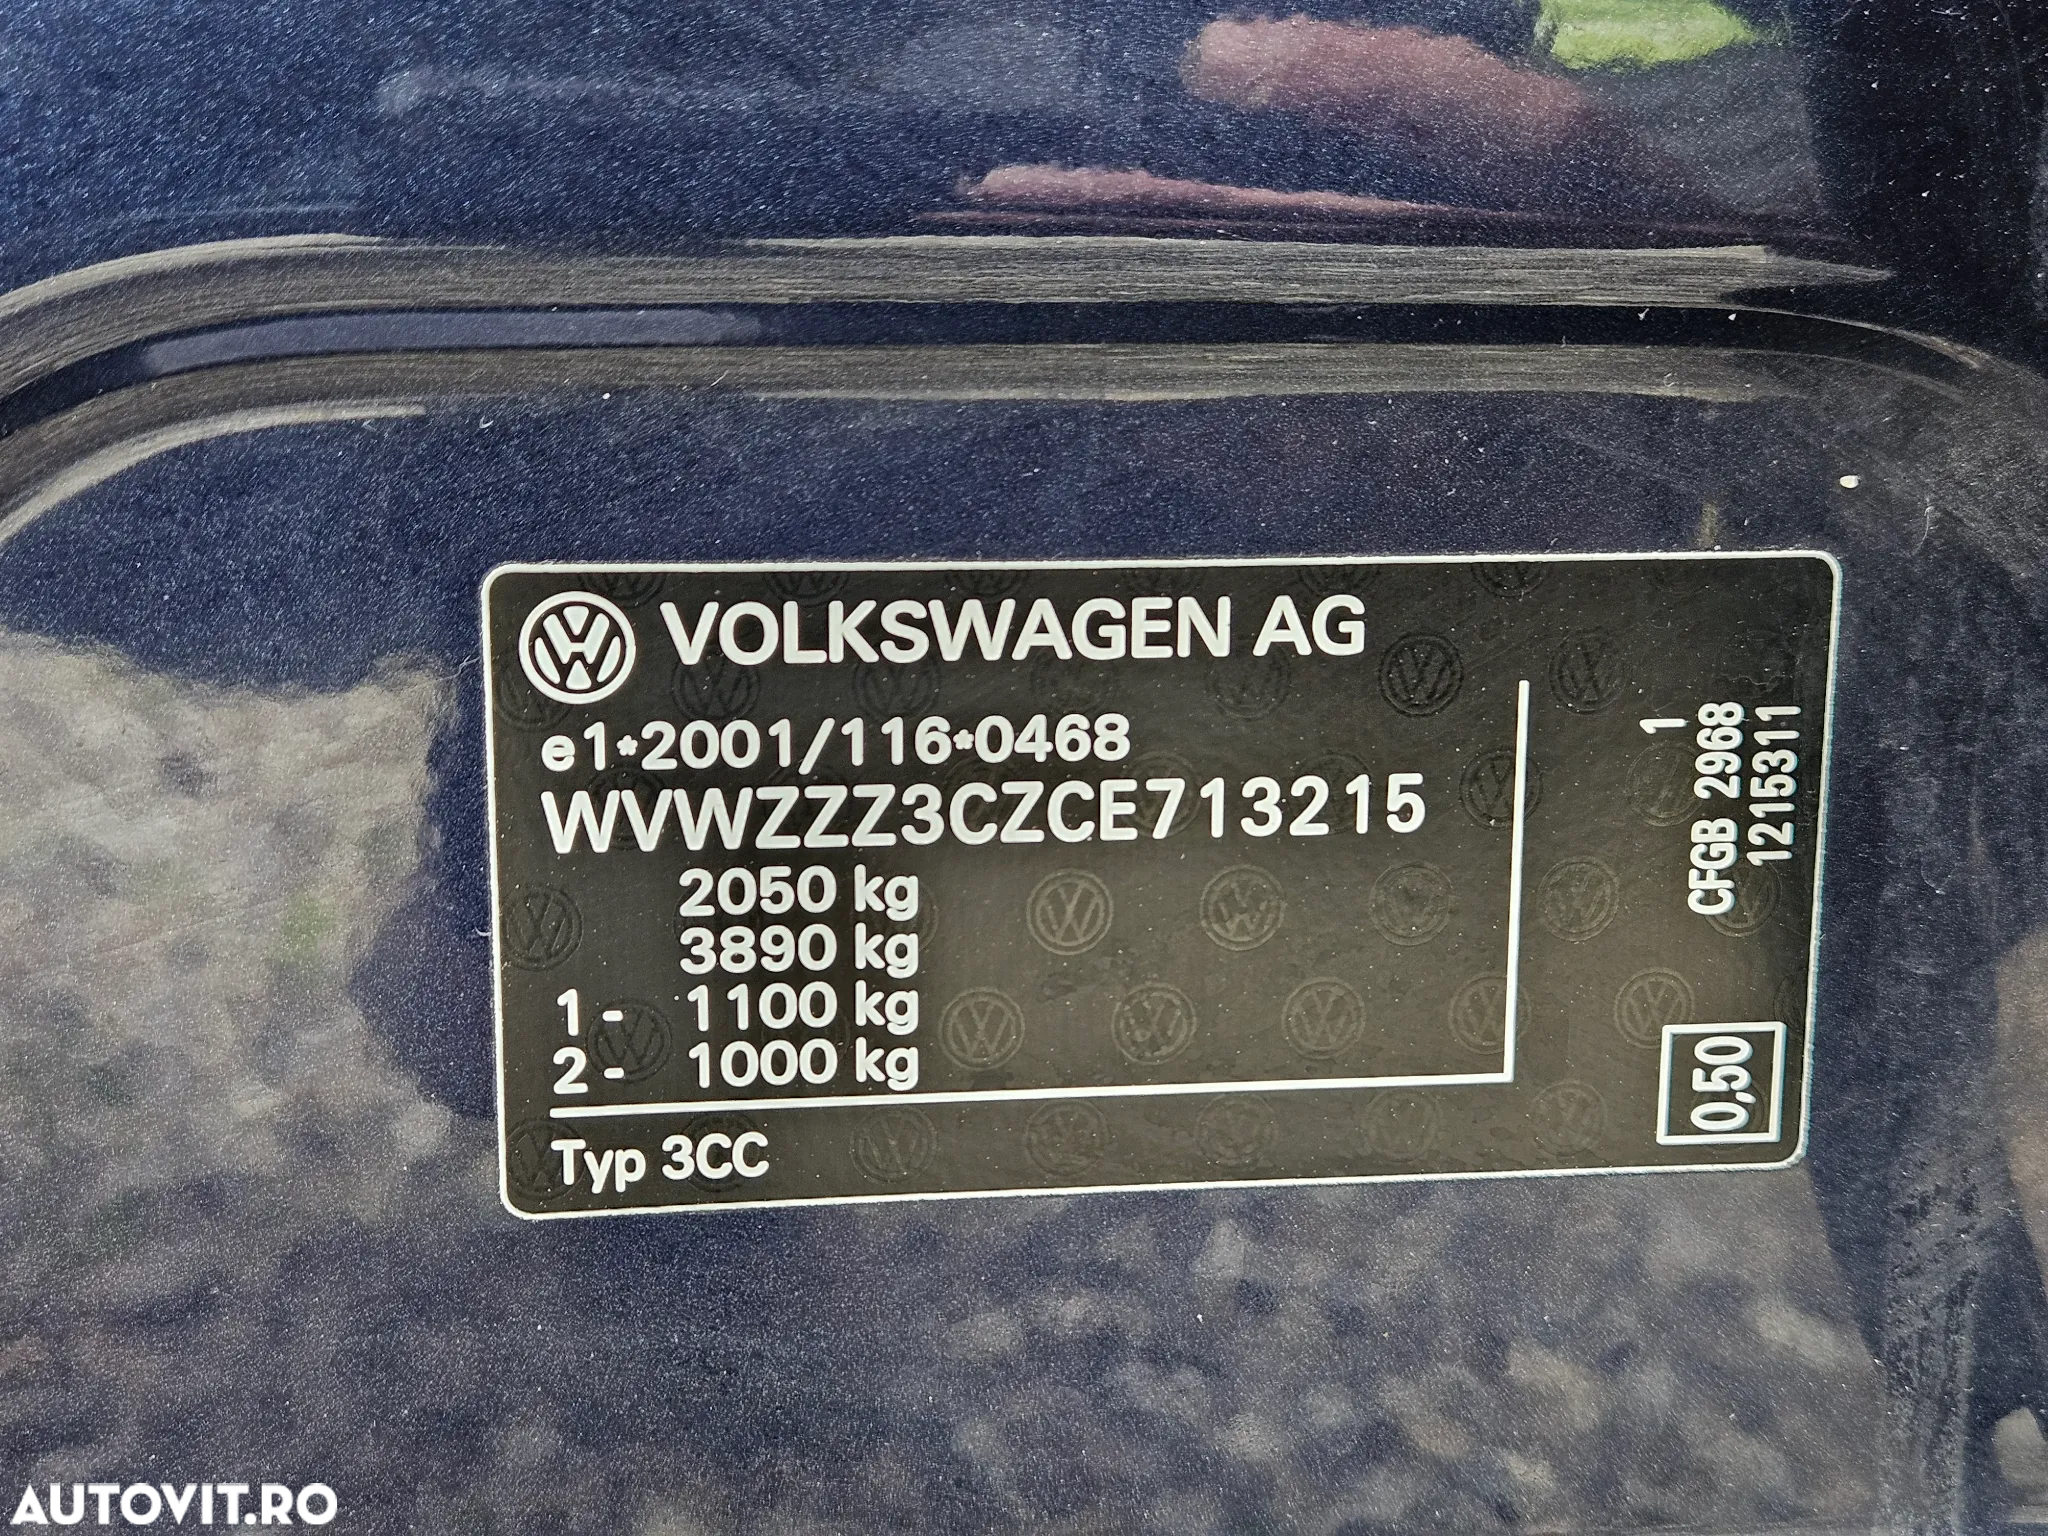 VOLKSWAGEN AG
e1*2001/116*0468
WVWZZZ3CZCE713215
2050 kg
3890 kg
1- 1100 kg
2- 1000 kg
Typ 3CC
1
CFGB 2968
1215311
0,50
AUTOVIT.RO